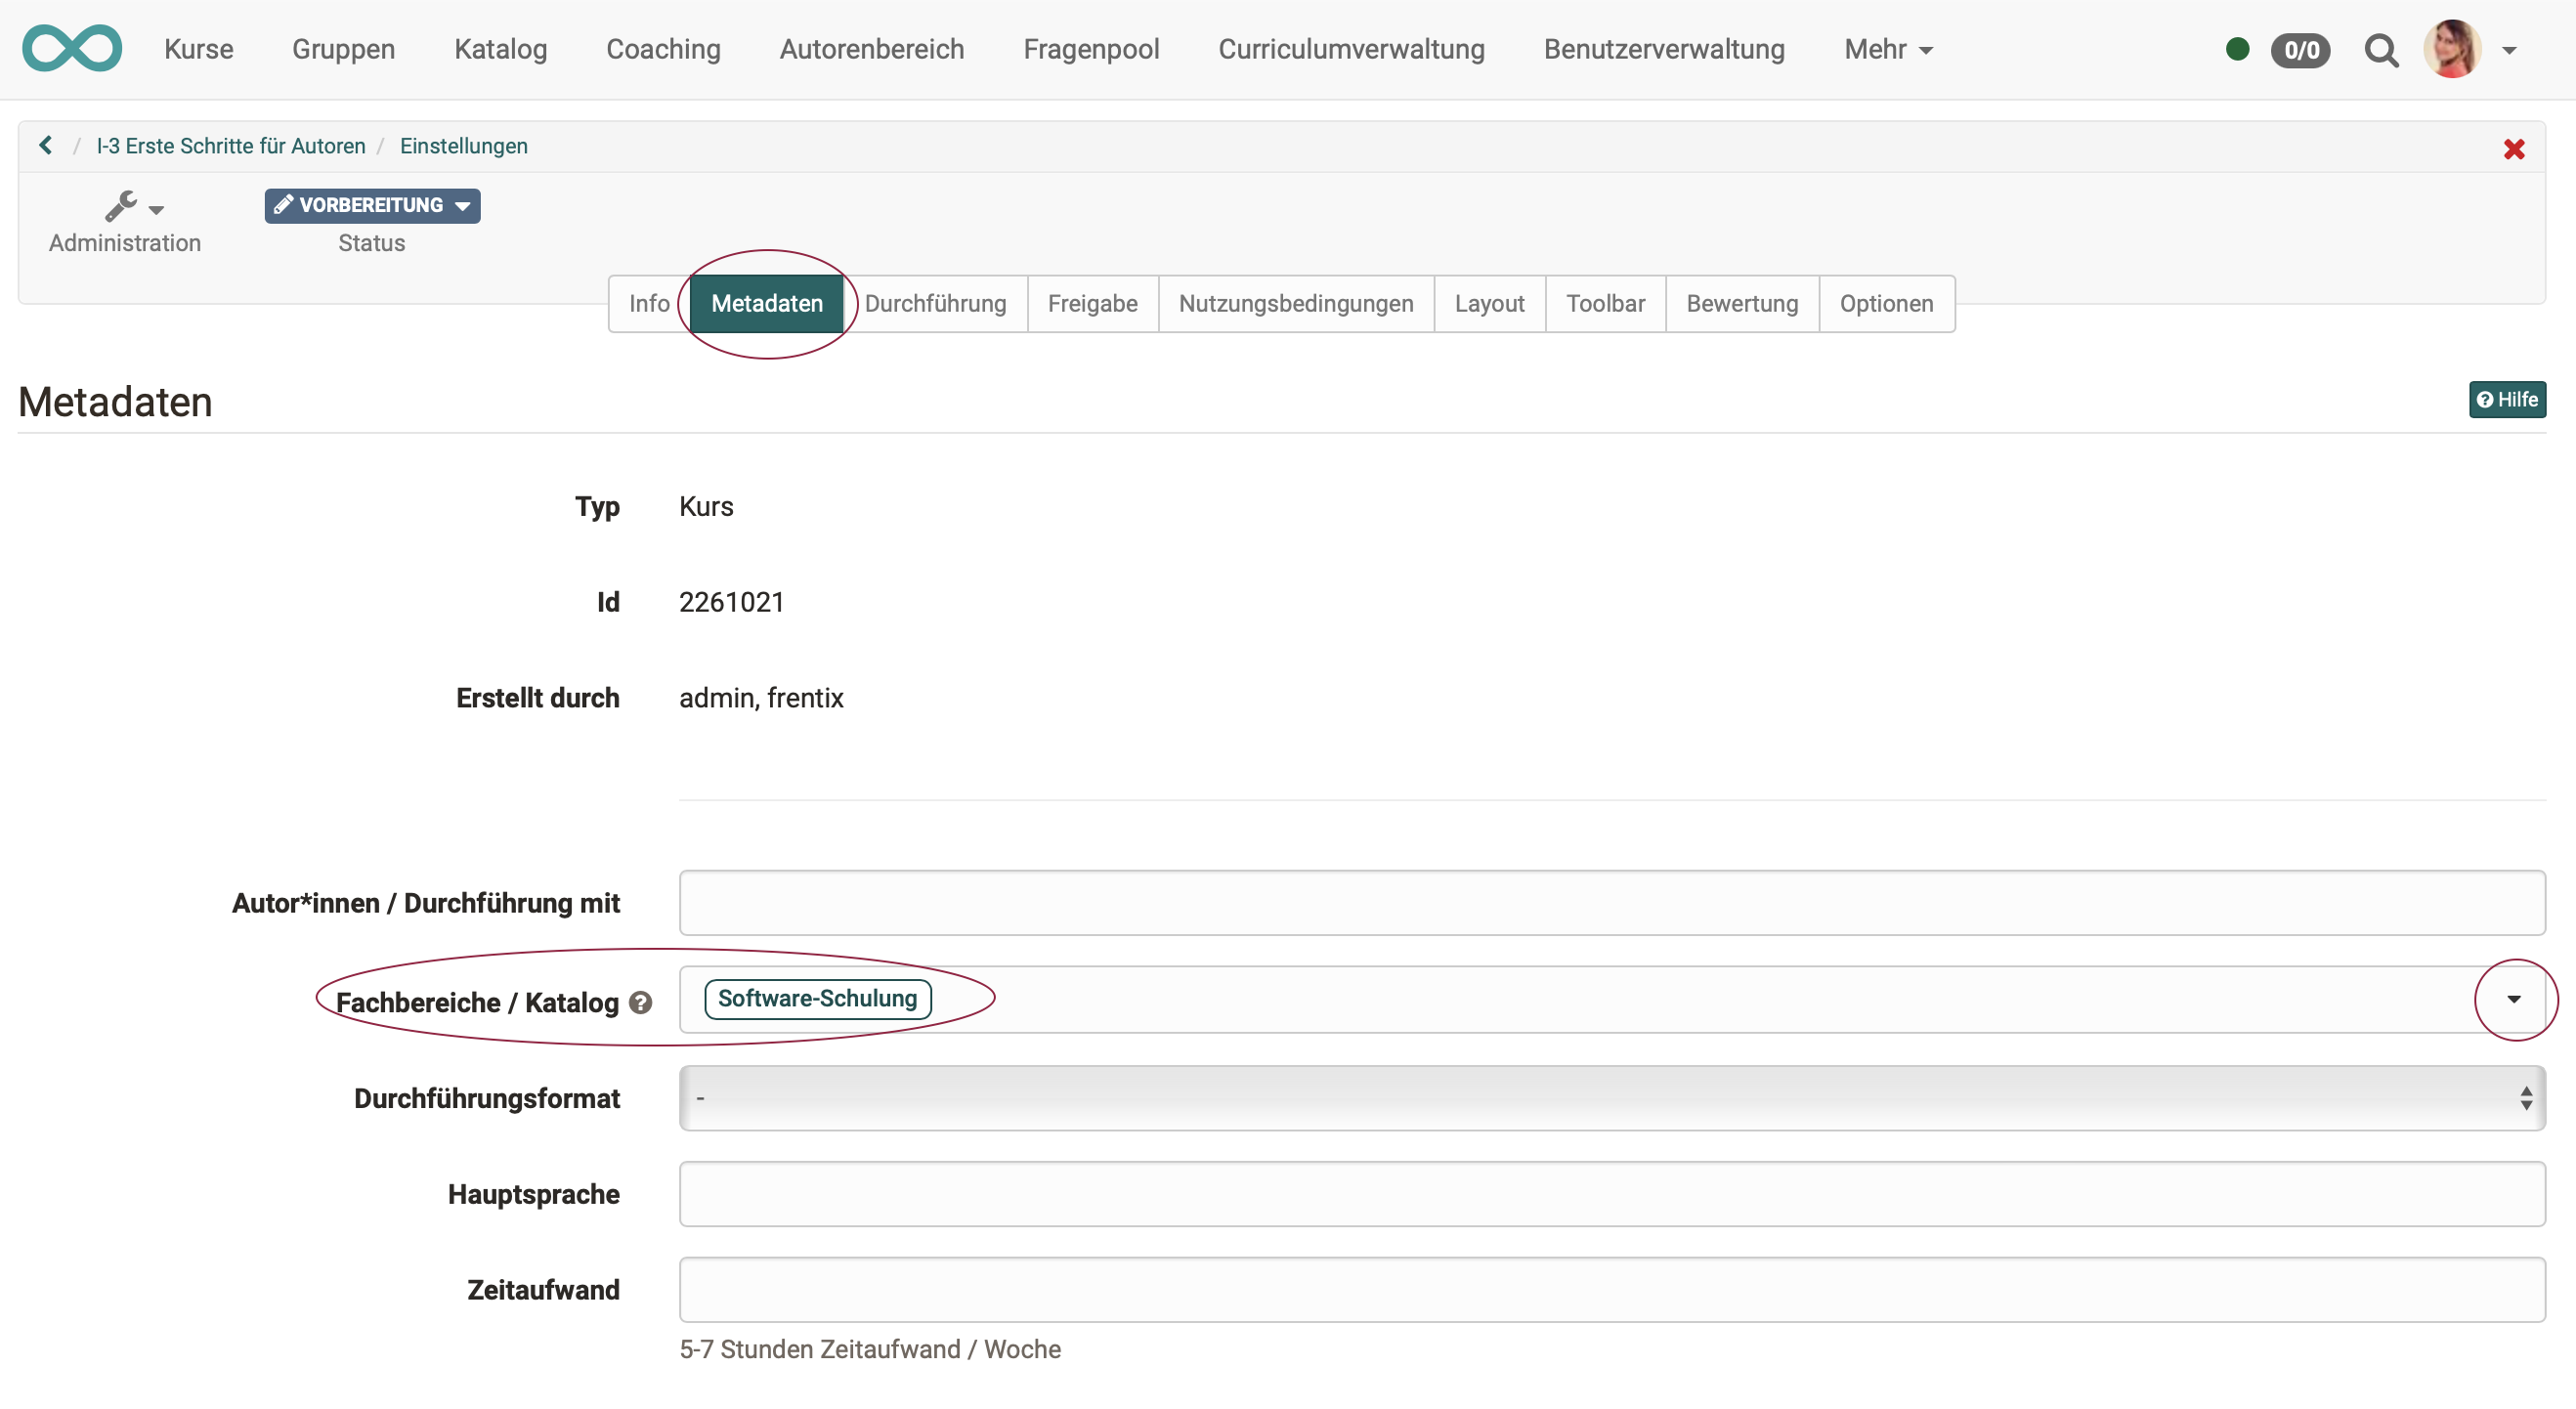 Kurse Gruppen Katalog Coaching Autorenbereich Fragenpool Curriculumverwaltung Benutzerverwaltung Mehr 0/0
/ I-3 Erste Schritte für Autoren / Einstellungen
VORBEREITUNG
Administration Status
Info Metadaten Durchführung Freigabe Nutzungsbedingungen Layout Toolbar Bewertung Optionen
Metadaten Hilfe
Typ Kurs
Id 2261021
Erstellt durch admin, frentix
Autor*innen / Durchführung mit
Fachbereiche / Katalog Software-Schulung
Durchführungsformat -
Hauptsprache
Zeitaufwand
5-7 Stunden Zeitaufwand / Woche